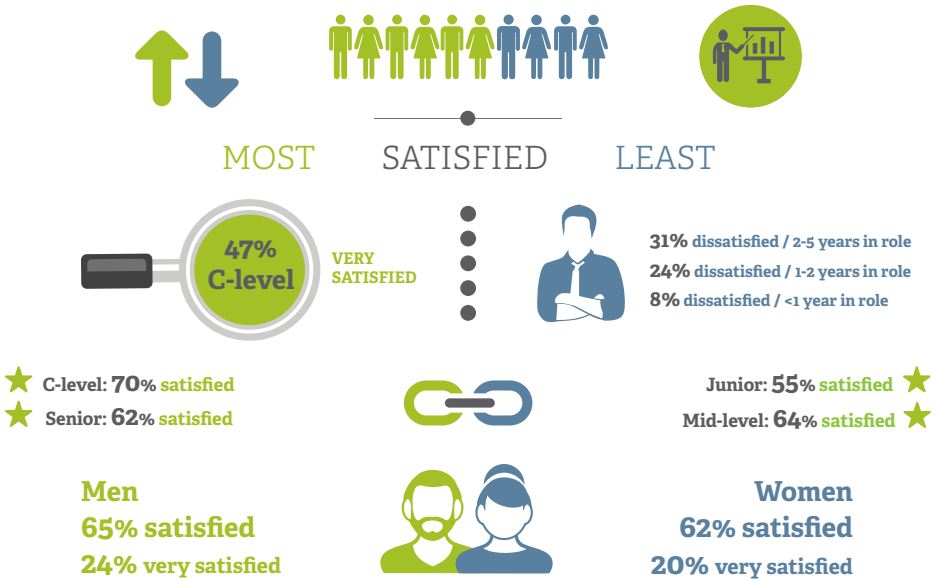 MOST SATISFIED LEAST
47%
C-level
VERY
SATISFIED
31% dissatisfied / 2-5 years in role
24% dissatisfied / 1-2 years in role
8% dissatisfied / <1 year in role
C-level: 70% satisfied
Senior: 62% satisfied
Junior: 55% satisfied
Mid-level: 64% satisfied
Men
65% satisfied
24% very satisfied
Women
62% satisfied
20% very satisfied